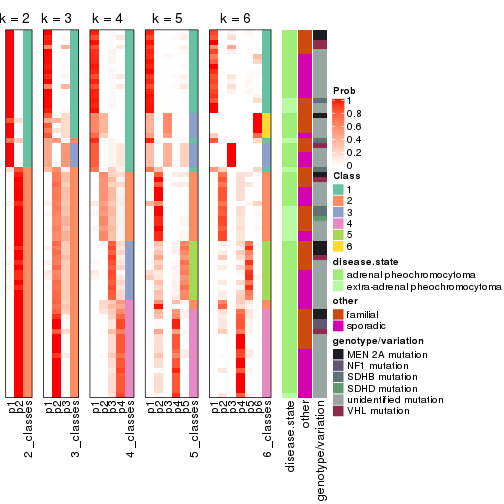 k = 2 k = 3 k = 4 k = 5 k = 6
Prob
1
0.8
0.6
0.4
0.2
0
Class
1
2
3
4
5
6
disease.state
adrenal pheochromocytoma
extra-adrenal pheochromocytoma
other
familial
sporadic
genotype/variation
MEN 2A mutation
NF1 mutation
SDHB mutation
SDHD mutation
unidentified mutation
VHL mutation
p1 p2 2_classes p1 p2 p3 3_classes p1 p2 p3 p4 4_classes p1 p2 p3 p4 p5 5_classes p1 p2 p3 p4 p5 p6 6_classes disease.state other genotype/variation